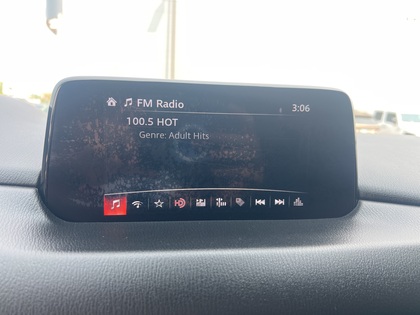 FM Radio
3:06
100.5 HOT
Genre: Adult Hits